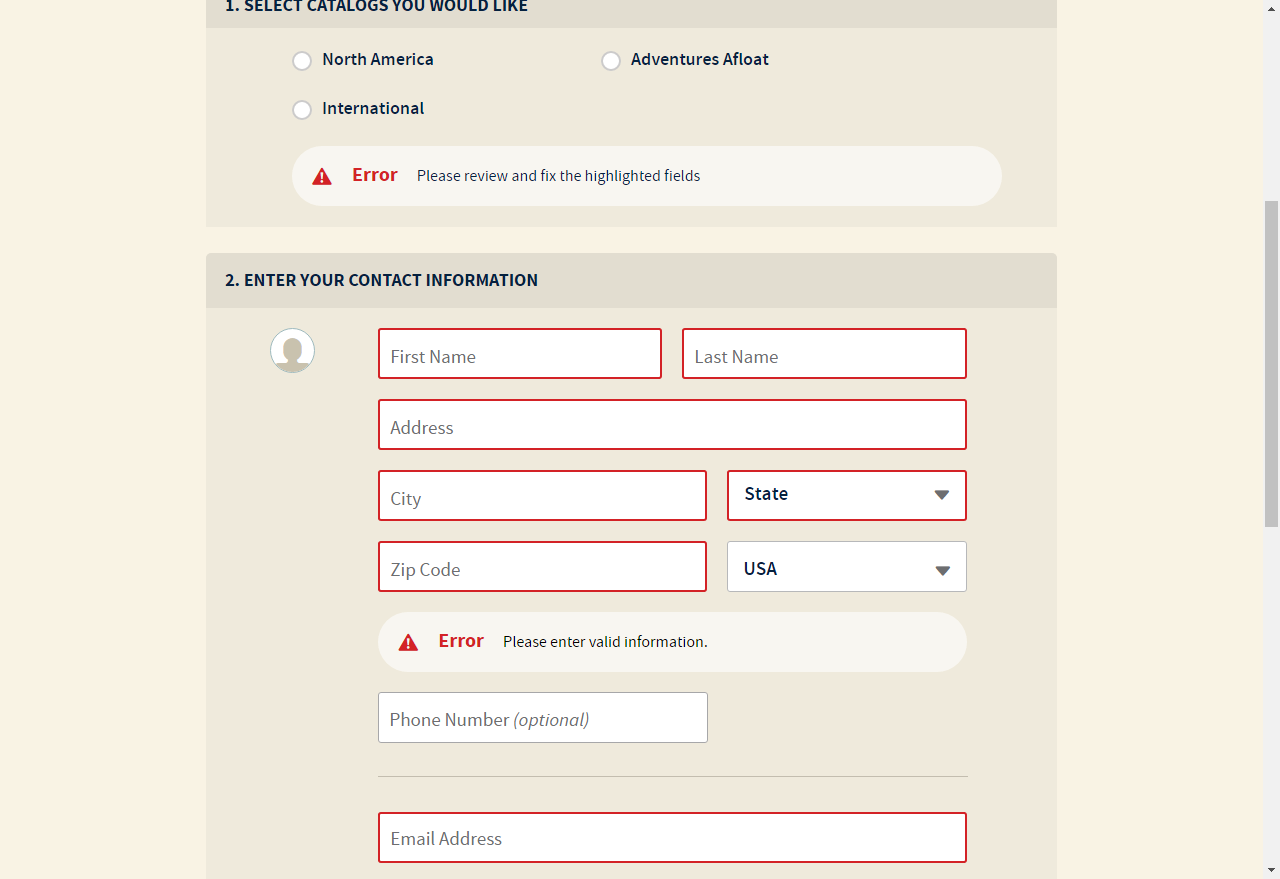 1. SELECT CATALOGS YOU WOULD LIKE
North America
Adventures Afloat
International
Error Please review and fix the highlighted fields
2. ENTER YOUR CONTACT INFORMATION
First Name
Last Name
Address
City
State
Zip Code
USA
Error Please enter valid information.
Phone Number (optional)
Email Address